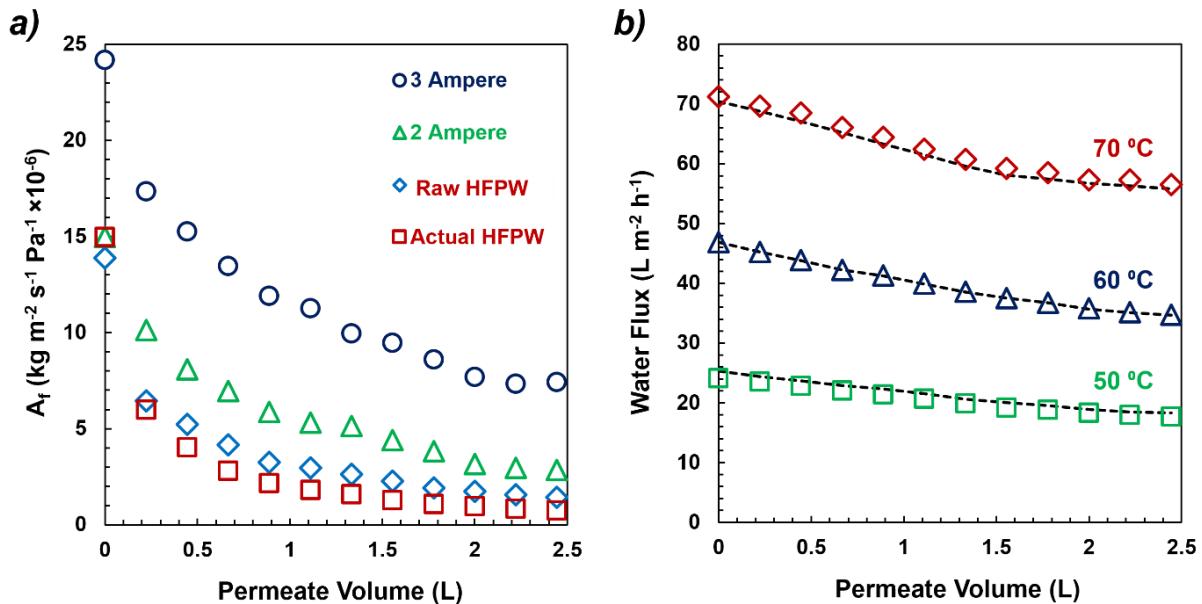 a)
25
20
15
10
5
0
A_f (kg m⁻² s⁻¹ Pa⁻¹ ×10⁻⁶)
3 Ampere
2 Ampere
Raw HFPW
Actual HFPW
0
0.5
1
1.5
2
2.5
Permeate Volume (L)
b)
80
70
60
50
40
30
20
10
0
Water Flux (L m⁻² h⁻¹)
70 ºC
60 ºC
50 ºC
0
0.5
1
1.5
2
2.5
Permeate Volume (L)